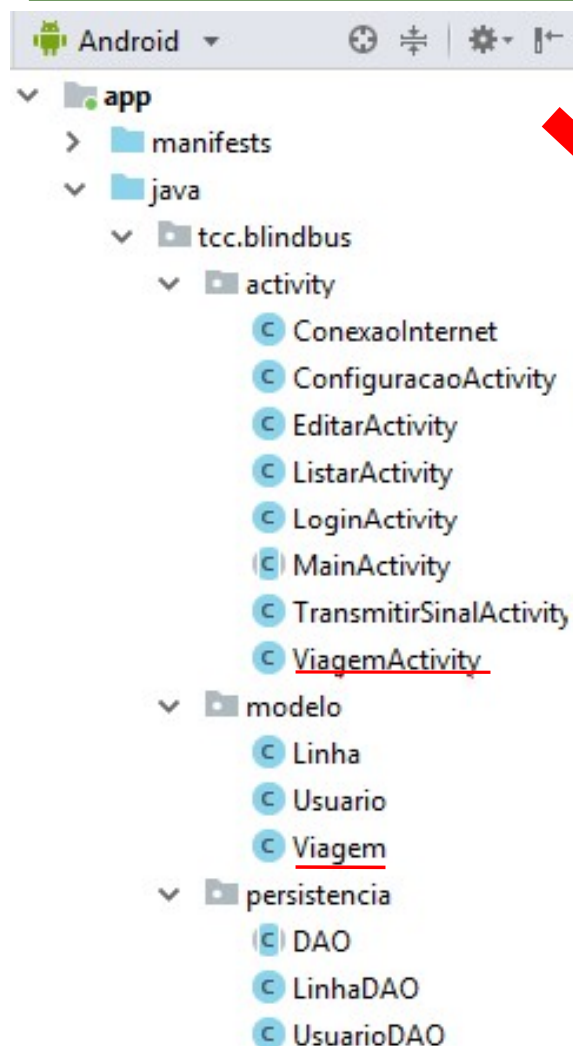 Android
app
manifests
java
tcc.blindbus
activity
ConexaoInternet
ConfiguracaoActivity
EditarActivity
ListarActivity
LoginActivity
MainActivity
TransmitirSinalActivity
ViagemActivity
modelo
Linha
Usuario
Viagem
persistencia
DAO
LinhaDAO
UsuarioDAO